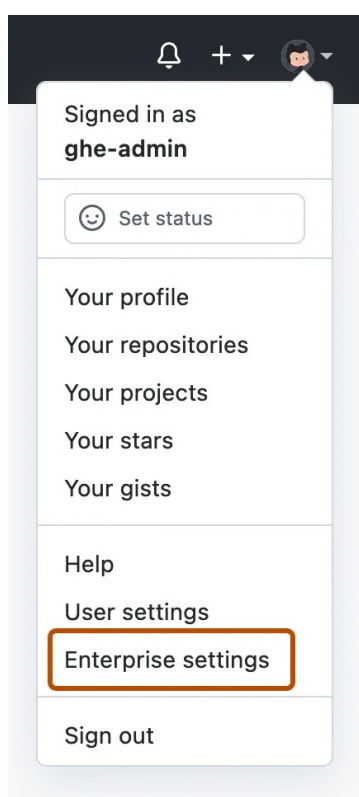 Signed in as
ghe-admin
Set status
Your profile
Your repositories
Your projects
Your stars
Your gists
Help
User settings
Enterprise settings
Sign out